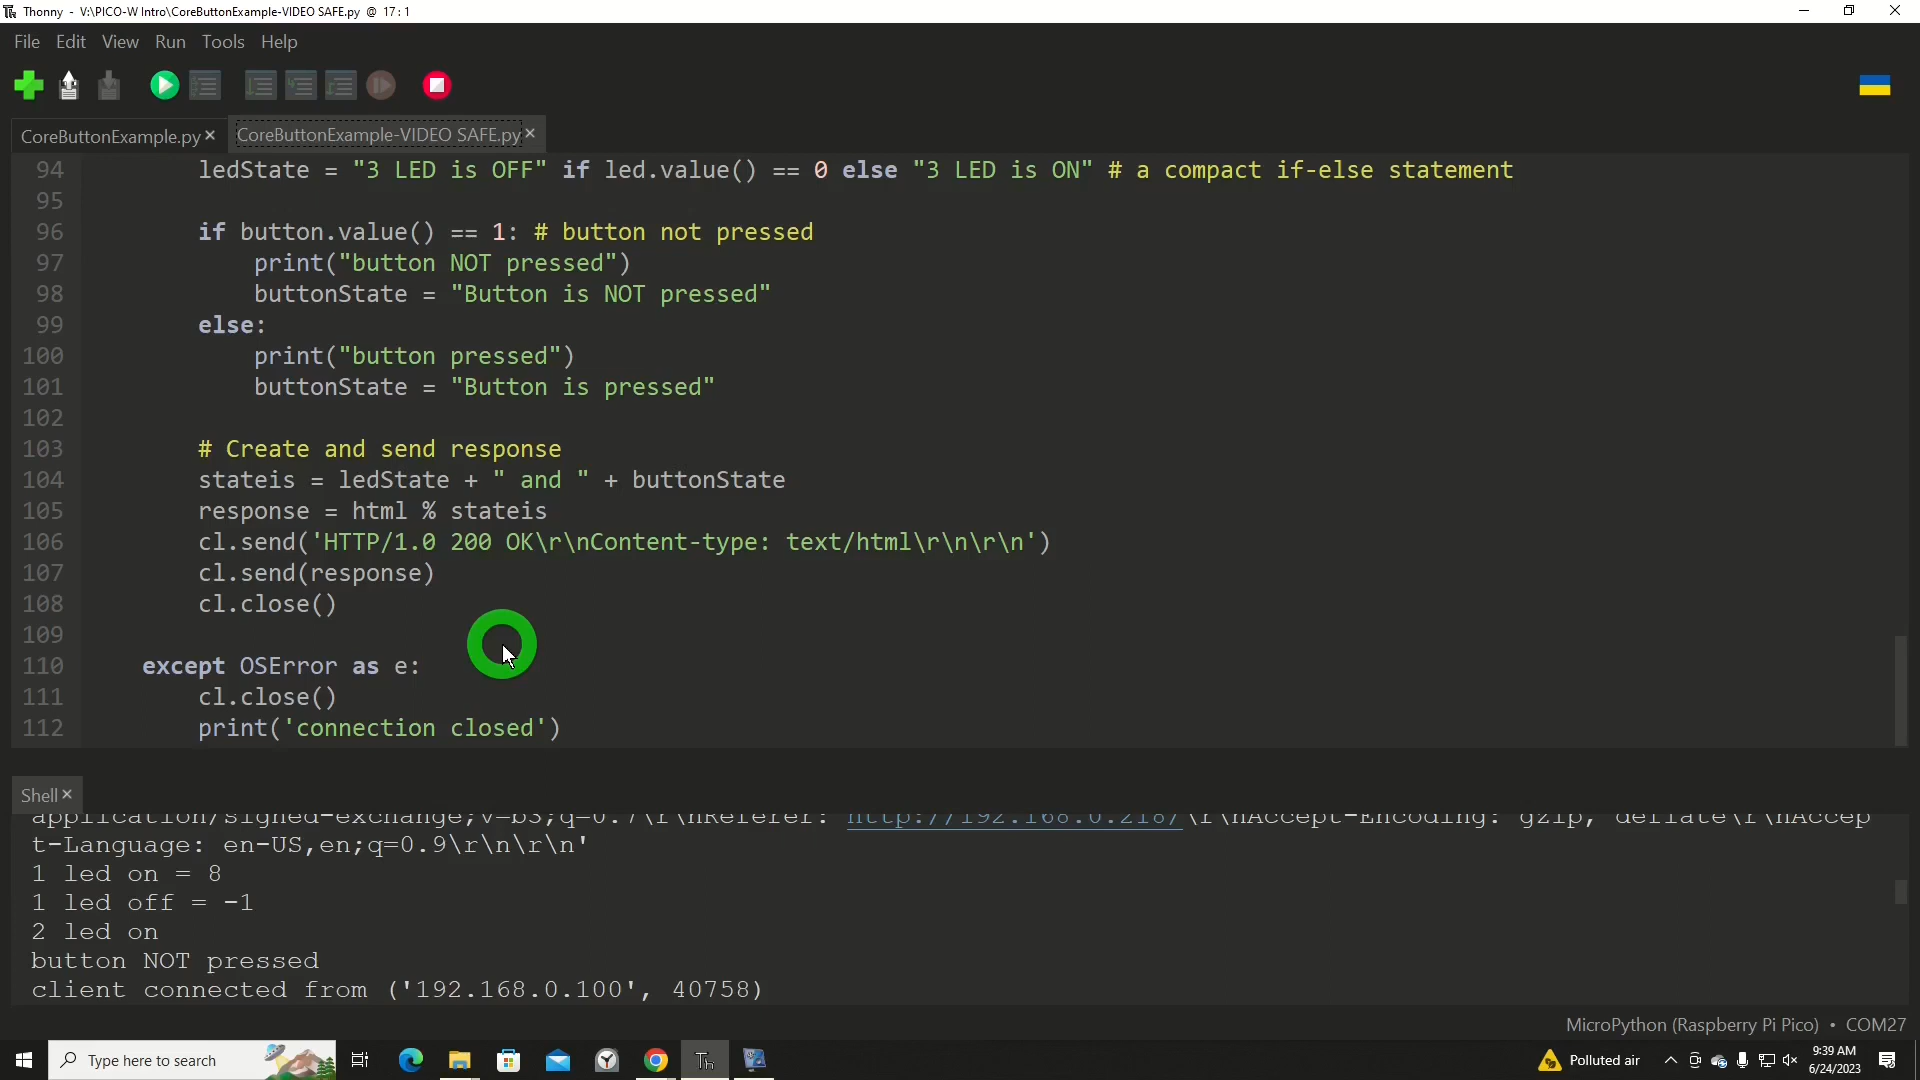 Thonny - V:\PICO-W Intro\CoreButtonExample-VIDEO SAFE.py @ 17:1
File Edit View Run Tools Help
CoreButtonExample.py × CoreButtonExample-VIDEO SAFE.py ×
94 ledState = "3 LED is OFF" if led.value() == 0 else "3 LED is ON" # a compact if-else statement
95
96 if button.value() == 1: # button not pressed
97 print("button NOT pressed")
98 buttonState = "Button is NOT pressed"
99 else:
100 print("button pressed")
101 buttonState = "Button is pressed"
102
103 # Create and send response
104 stateis = ledState + " and " + buttonState
105 response = html % stateis
106 cl.send('HTTP/1.0 200 OK\r\nContent-type: text/html\r\n\r\n')
107 cl.send(response)
108 cl.close()
109
110 except OSError as e:
111 cl.close()
112 print('connection closed')
Shell ×
application/signed-exchange;v=b3;q=0.7\r\nReferer: http://192.168.0.218/\r\nAccept-Encoding: gzip, deflate\r\nAccep
t-Language: en-US,en;q=0.9\r\n\r\n'
1 led on = 8
1 led off = -1
2 led on
button NOT pressed
client connected from ('192.168.0.100', 40758)
MicroPython (Raspberry Pi Pico) • COM27
Type here to search
Th
Polluted air
9:39 AM
6/24/2023